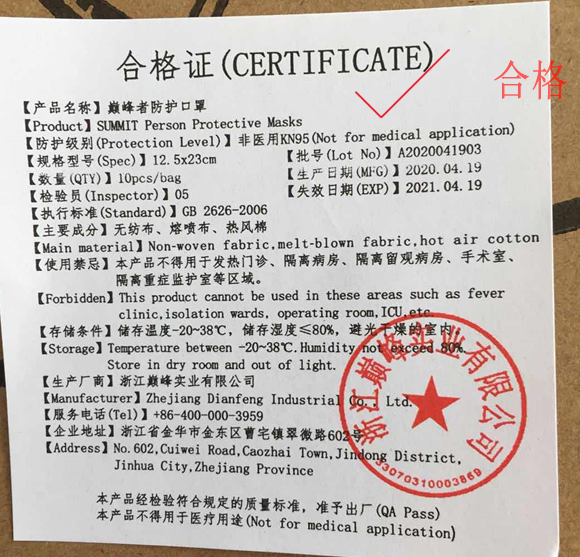 合格证(CERTIFICATE)
合格
【产品名称】巅峰者防护口罩
【Product】SUMMIT Person Protective Masks
【防护级别(Protection Level)】非医用KN95(Not for medical application)
【规格型号(Spec)】12.5x23cm
【批号(Lot No)】A2020041903
【数量(QTY)】10pcs/bag
【生产日期(MFG)】2020.04.19
【检验员(Inspector)】05
【失效日期(EXP)】2021.04.19
【执行标准(Standard)】GB 2626-2006
【主要成分】无纺布、熔喷布、热风棉
【Main material】Non-woven fabric,melt-blown fabric,hot air cotton
【使用禁忌】本产品不得用于发热门诊、隔离病房、隔离留观病房、手术室、
隔离重症监护室等区域。
【Forbidden】This product cannot be used in these areas such as fever
clinic,isolation wards, operating room,ICU,etc.
【存储条件】储存温度-20~38℃, 储存湿度≤80%, 避光干燥的室内
【Storage】Temperature between -20~38℃.Humidity not exceed 80%.
Store in dry room and out of light.
【生产厂商】浙江巅峰实业有限公司
【Manufacturer】Zhejiang Dianfeng Industrial Co., Ltd.
【服务电话(Tel)】+86-400-000-3959
【企业地址】浙江省金华市金东区曹宅镇翠微路602号
【Address】No.602,Cuiwei Road,Caozhai Town,Jindong District,
Jinhua City,Zhejiang Province
浙江巅峰实业有限公司
33070310003859
本产品经检验符合规定的质量标准, 准予出厂(QA Pass)
本产品不得用于医疗用途(Not for medical application)